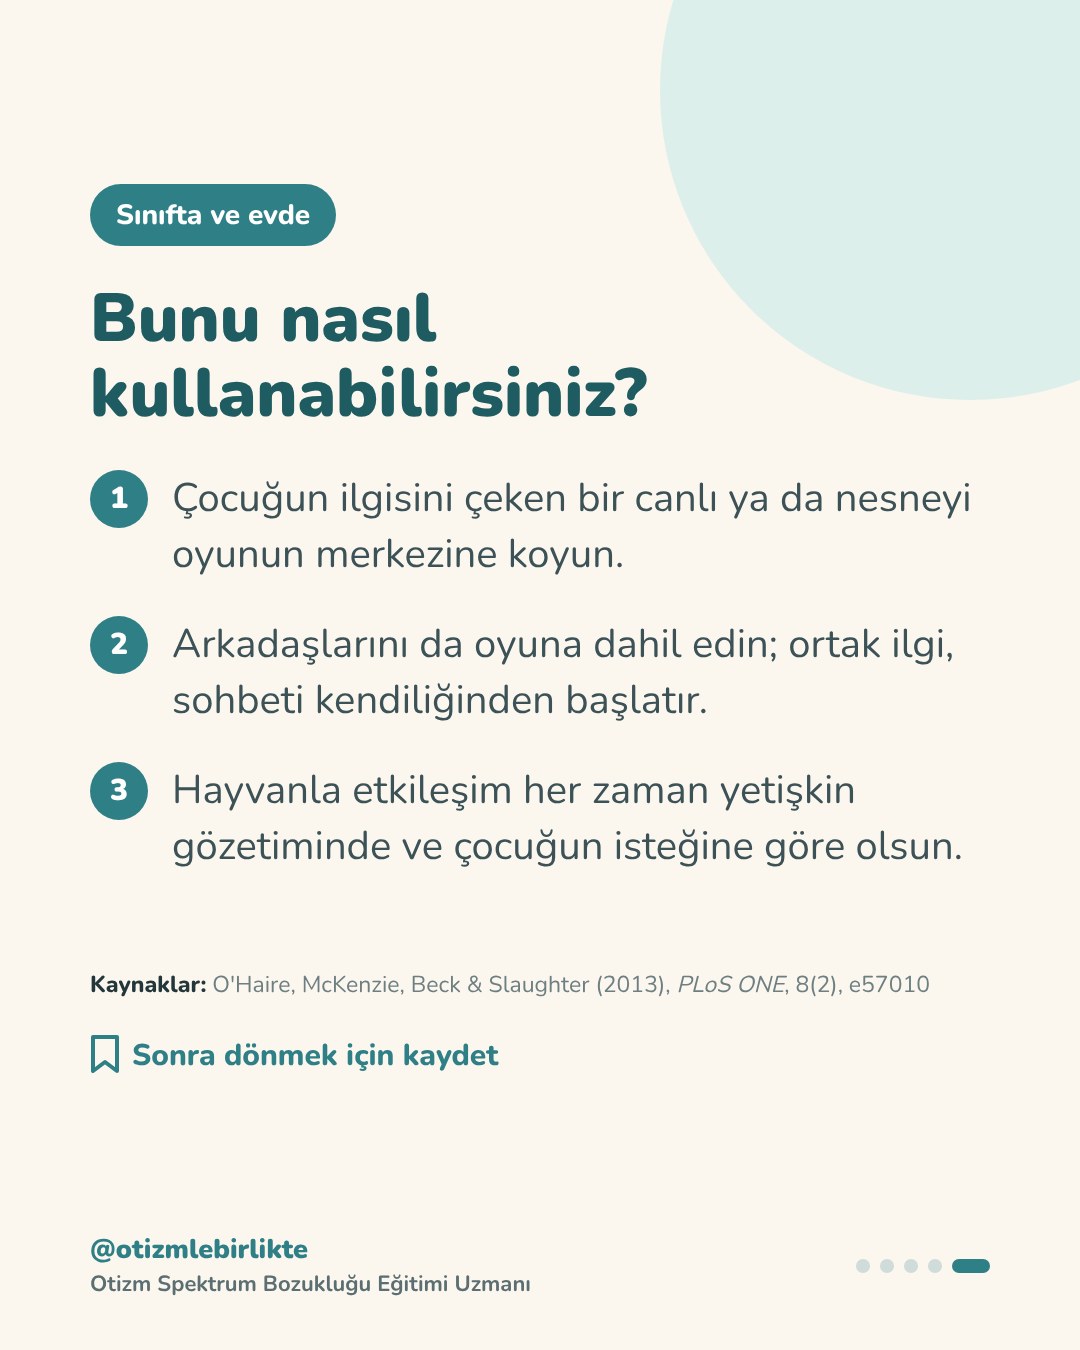 Sınıfta ve evde
Bunu nasıl
kullanabilirsiniz?
1 Çocuğun ilgisini çeken bir canlı ya da nesneyi
oyunun merkezine koyun.
2 Arkadaşlarını da oyuna dahil edin; ortak ilgi,
sohbeti kendiliğinden başlatır.
3 Hayvanla etkileşim her zaman yetişkin
gözetiminde ve çocuğun isteğine göre olsun.
Kaynaklar: O'Haire, McKenzie, Beck & Slaughter (2013), PLoS ONE, 8(2), e57010
Sonra dönmek için kaydet
@otizmlebirlikte
Otizm Spektrum Bozukluğu Eğitimi Uzmanı